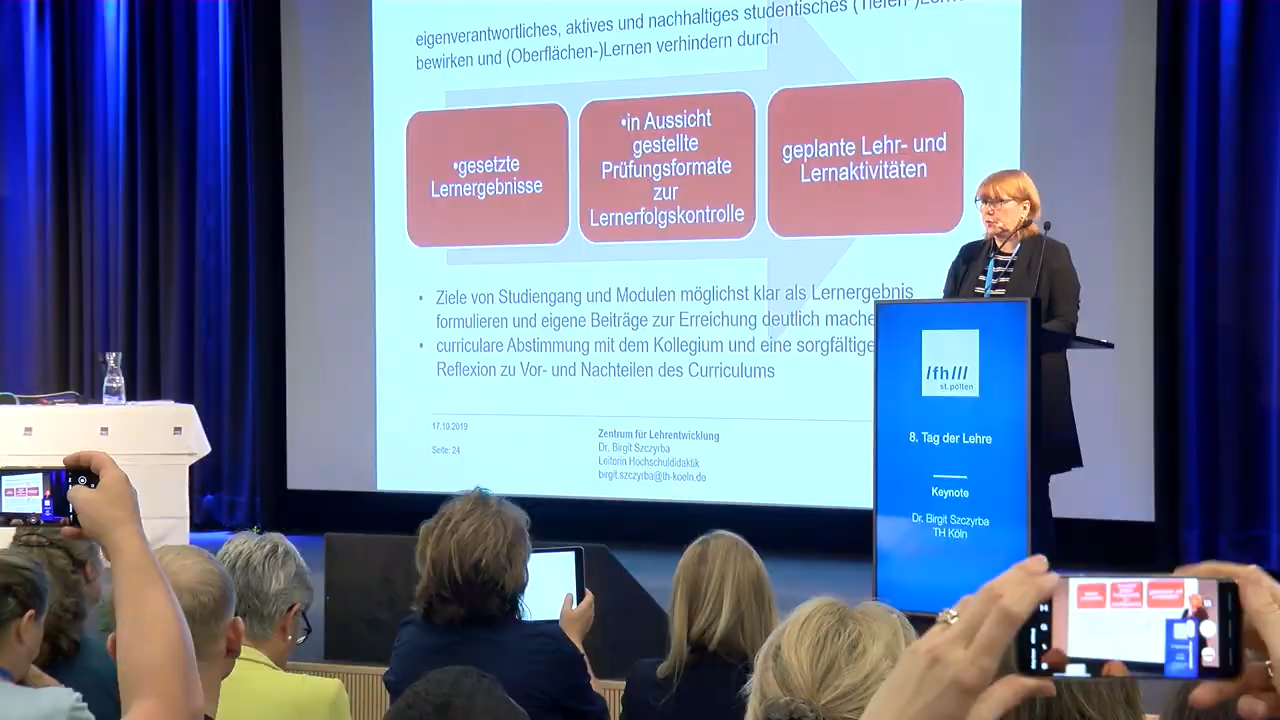 eigenverantwortliches, aktives und nachhaltiges studentisches (Tiefen-)Lernen
bewirken und (Oberflächen-)Lernen verhindern durch
•gesetzte
Lernergebnisse
•in Aussicht
gestellte
Prüfungsformate
zur
Lernerfolgskontrolle
geplante Lehr- und
Lernaktivitäten
• Ziele von Studiengang und Modulen möglichst klar als Lernergebnis
formulieren und eigene Beiträge zur Erreichung deutlich mache
• curriculare Abstimmung mit dem Kollegium und eine sorgfältige
Reflexion zu Vor- und Nachteilen des Curriculums
17.10.2019
Seite: 24
Zentrum für Lehrentwicklung
Dr. Birgit Szczyrba
Leiterin Hochschuldidaktik
birgit.szczyrba@th-koeln.de
/fh///
st.pölten
8. Tag der Lehre
Keynote
Dr. Birgit Szczyrba
TH Köln